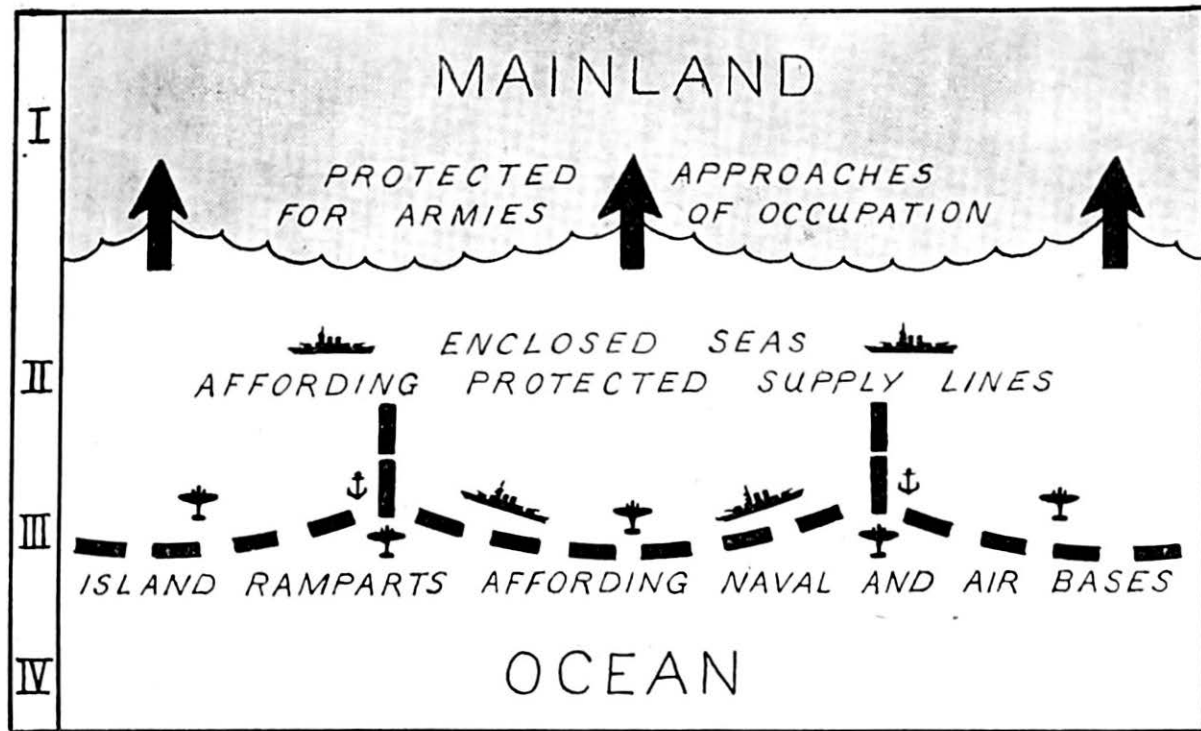 I
MAINLAND
PROTECTED APPROACHES
FOR ARMIES OF OCCUPATION
II
ENCLOSED SEAS
AFFORDING PROTECTED SUPPLY LINES
III
ISLAND RAMPARTS AFFORDING NAVAL AND AIR BASES
IV
OCEAN